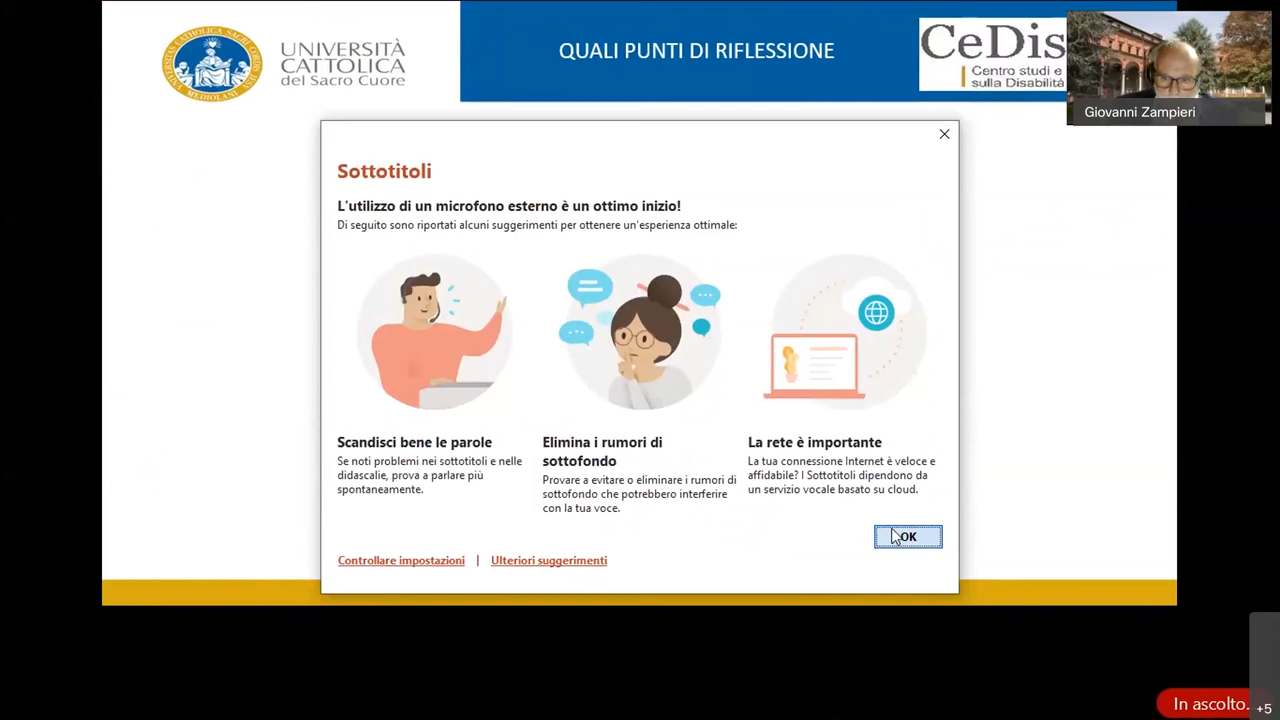 UNIVERSITÀ
CATTOLICA
del Sacro Cuore
QUALI PUNTI DI RIFLESSIONE
CeDis
Centro studi e
sulla Disabilità
Giovanni Zampieri
Sottotitoli
L'utilizzo di un microfono esterno è un ottimo inizio!
Di seguito sono riportati alcuni suggerimenti per ottenere un'esperienza ottimale:
Scandisci bene le parole
Se noti problemi nei sottotitoli e nelle
didascalie, prova a parlare più
spontaneamente.
Elimina i rumori di
sottofondo
Provare a evitare o eliminare i rumori di
sottofondo che potrebbero interferire
con la tua voce.
La rete è importante
La tua connessione Internet è veloce e
affidabile? I Sottotitoli dipendono da
un servizio vocale basato su cloud.
OK
Controllare impostazioni | Ulteriori suggerimenti
In ascolto.
+5